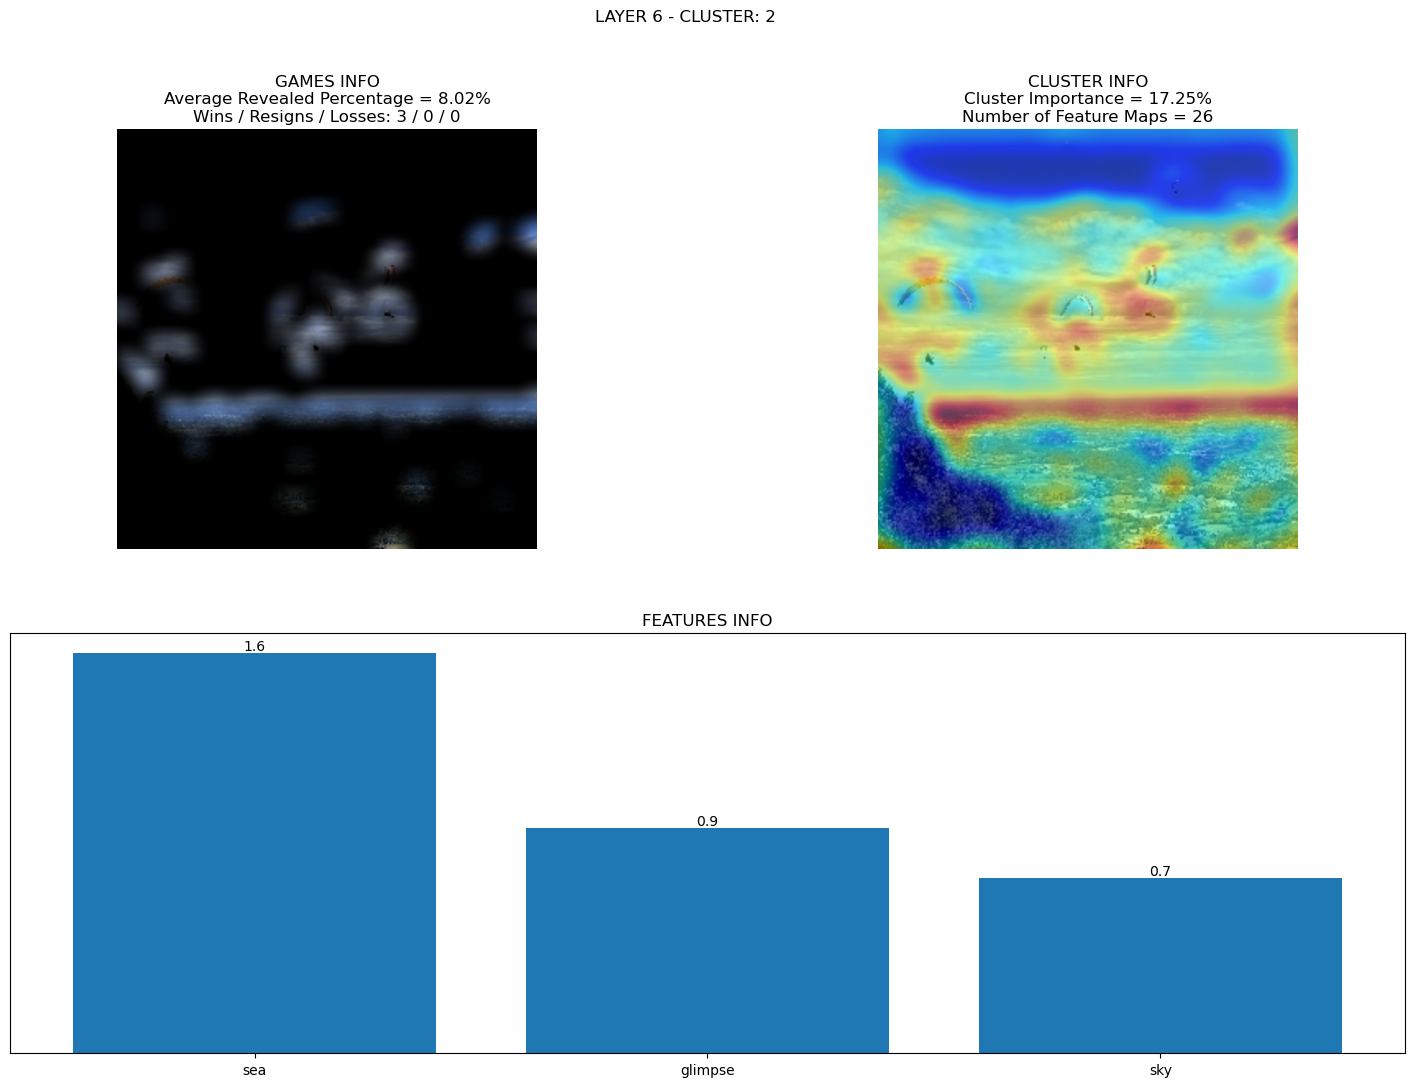 LAYER 6 - CLUSTER: 2
GAMES INFO
Average Revealed Percentage = 8.02%
Wins / Resigns / Losses: 3 / 0 / 0
CLUSTER INFO
Cluster Importance = 17.25%
Number of Feature Maps = 26
FEATURES INFO
1.6
0.9
0.7
sea
glimpse
sky